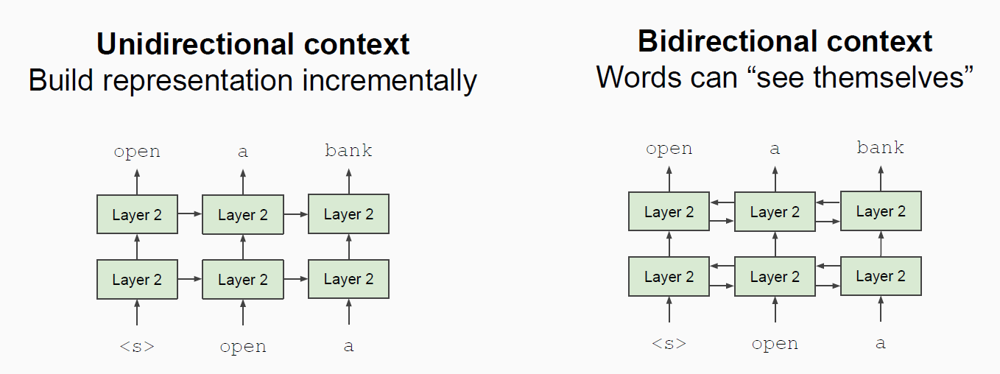 Unidirectional context
Build representation incrementally
open a bank
Layer 2 Layer 2 Layer 2
Layer 2 Layer 2 Layer 2
<s> open a
Bidirectional context
Words can “see themselves”
open a bank
Layer 2 Layer 2 Layer 2
Layer 2 Layer 2 Layer 2
<s> open a